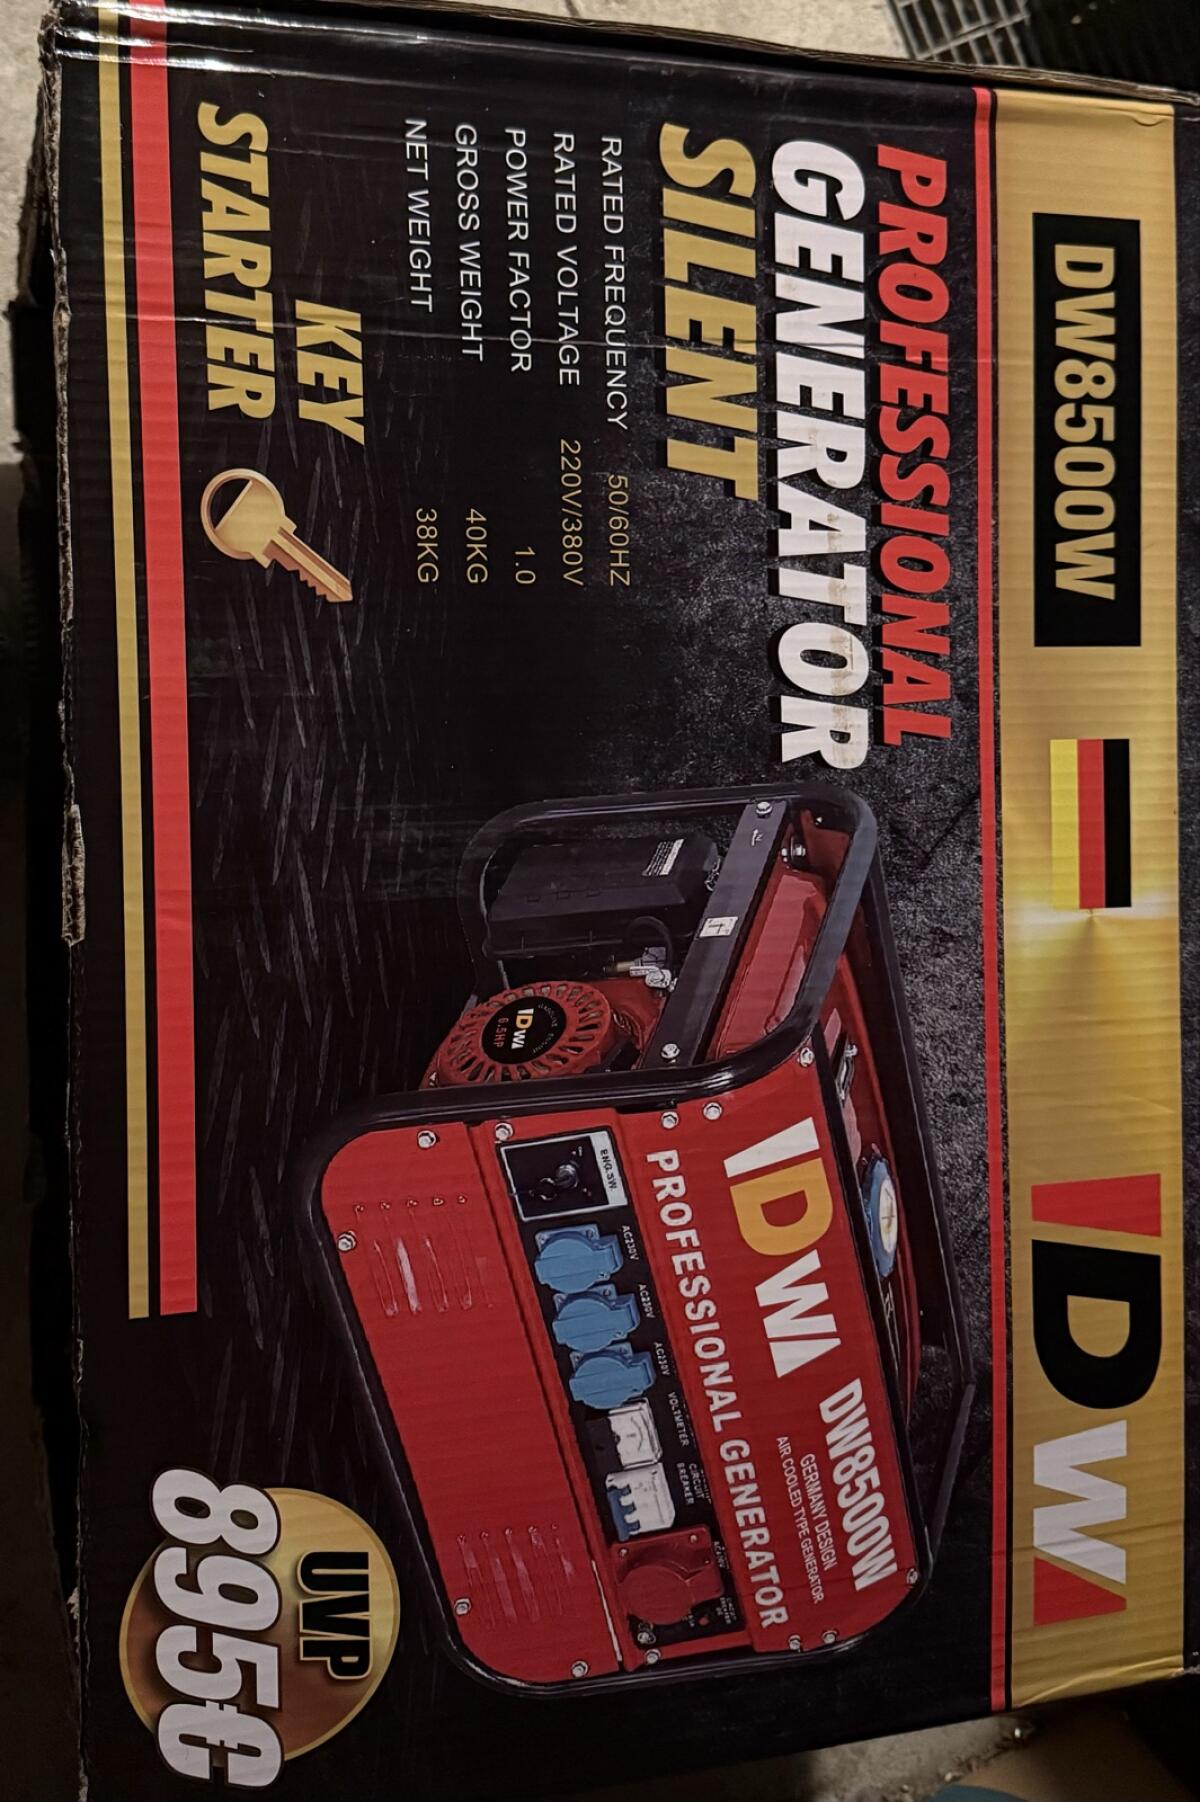 DW8500W
IDW
PROFESSIONAL
GENERATOR
SILENT
RATED FREQUENCY 50/60HZ
RATED VOLTAGE 220V/380V
POWER FACTOR 1.0
GROSS WEIGHT 40KG
NET WEIGHT 38KG
KEY
STARTER
IDW
6.5HP
IDW DW8500W
GERMANY DESIGN
AIR COOLED TYPE GENERATOR
PROFESSIONAL GENERATOR
ENG.SW.
AC230V
AC230V
AC230V
VOLTMETER
CIRCUIT
BREAKER
UVP
895€